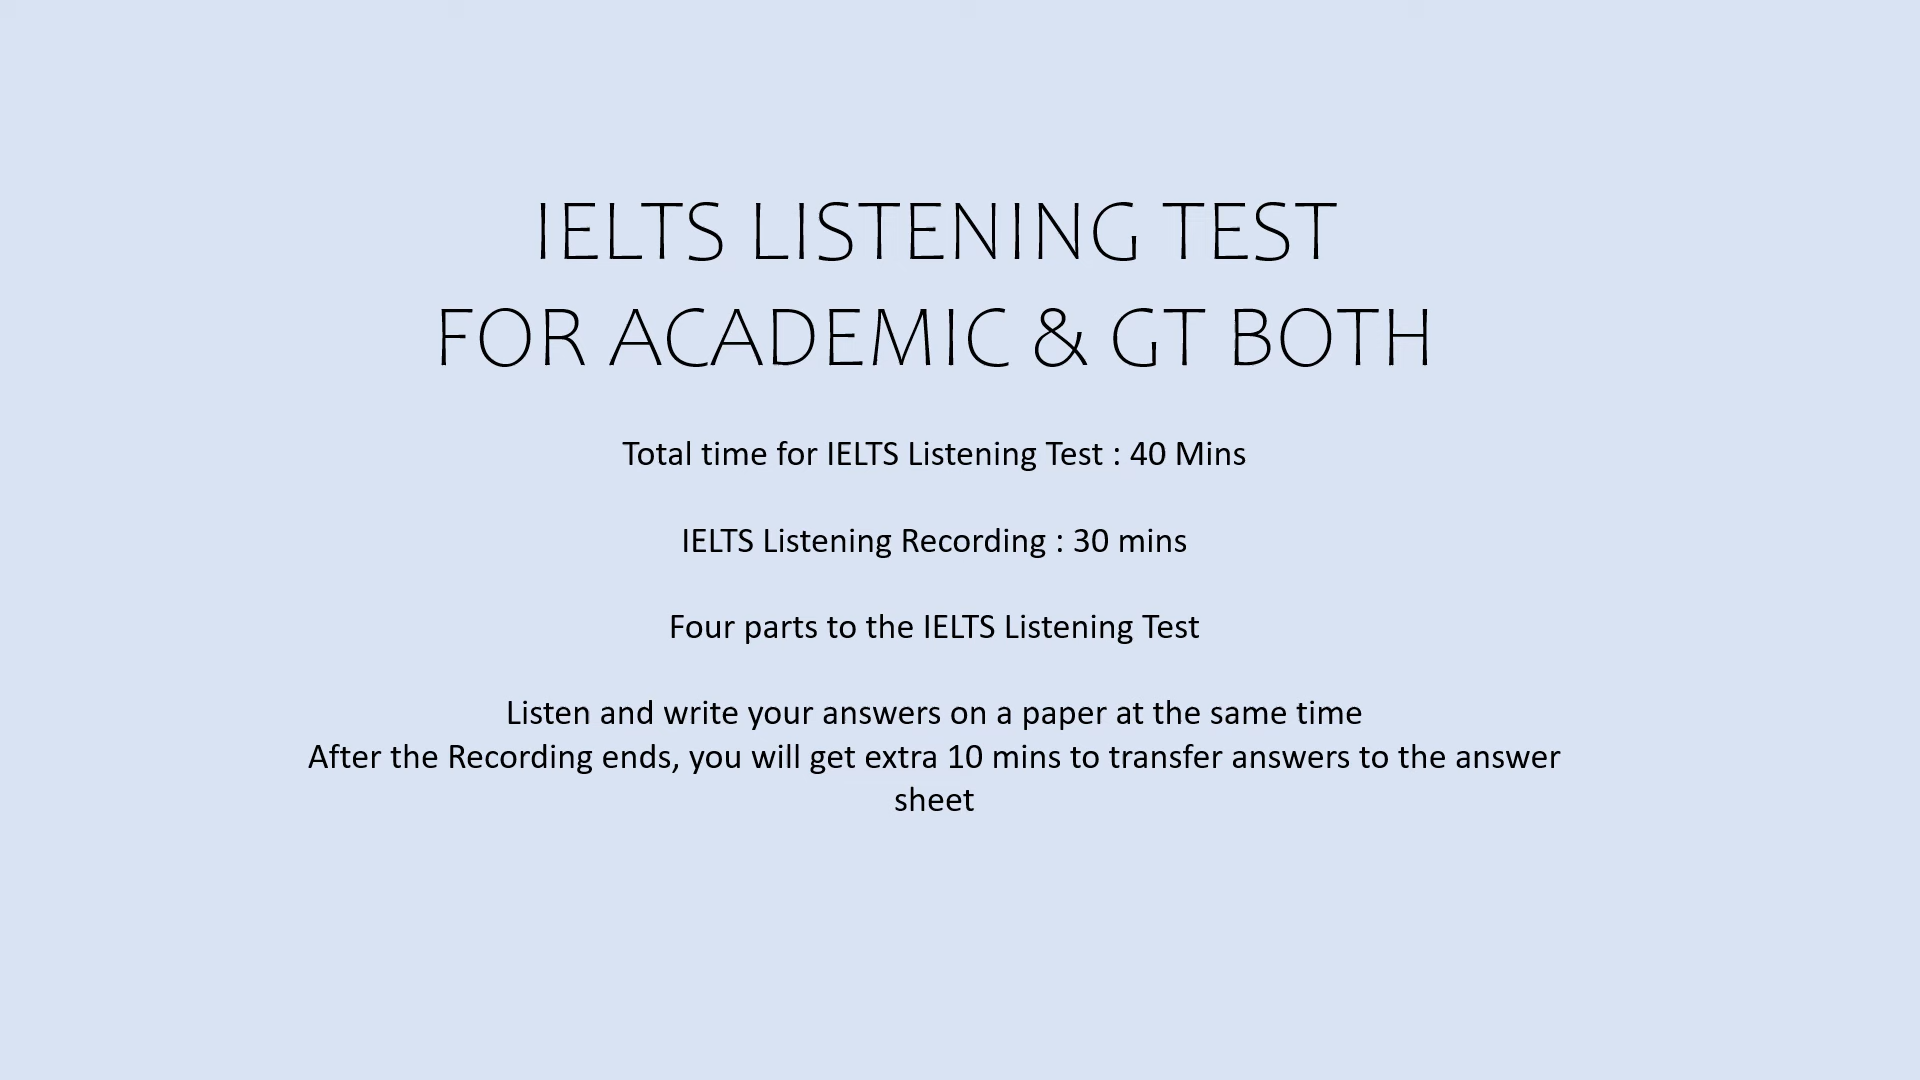 IELTS LISTENING TEST
FOR ACADEMIC & GT BOTH
Total time for IELTS Listening Test : 40 Mins
IELTS Listening Recording : 30 mins
Four parts to the IELTS Listening Test
Listen and write your answers on a paper at the same time
After the Recording ends, you will get extra 10 mins to transfer answers to the answer
sheet